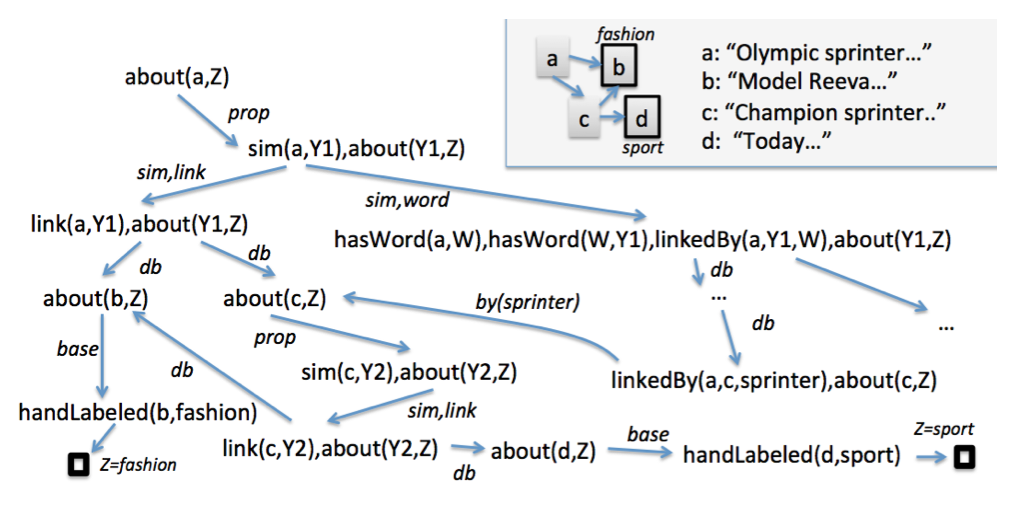 fashion
a
b
c
d
sport
a: “Olympic sprinter...”
b: “Model Reeva...”
c: “Champion sprinter..”
d: “Today...”
about(a,Z)
prop
sim(a,Y1),about(Y1,Z)
sim,link
sim,word
link(a,Y1),about(Y1,Z)
hasWord(a,W),hasWord(W,Y1),linkedBy(a,Y1,W),about(Y1,Z)
db
db
db
...
about(b,Z)
about(c,Z)
by(sprinter)
db
...
base
prop
db
sim(c,Y2),about(Y2,Z)
linkedBy(a,c,sprinter),about(c,Z)
handLabeled(b,fashion)
sim,link
link(c,Y2),about(Y2,Z)
db
about(d,Z)
base
handLabeled(d,sport)
Z=sport
Z=fashion